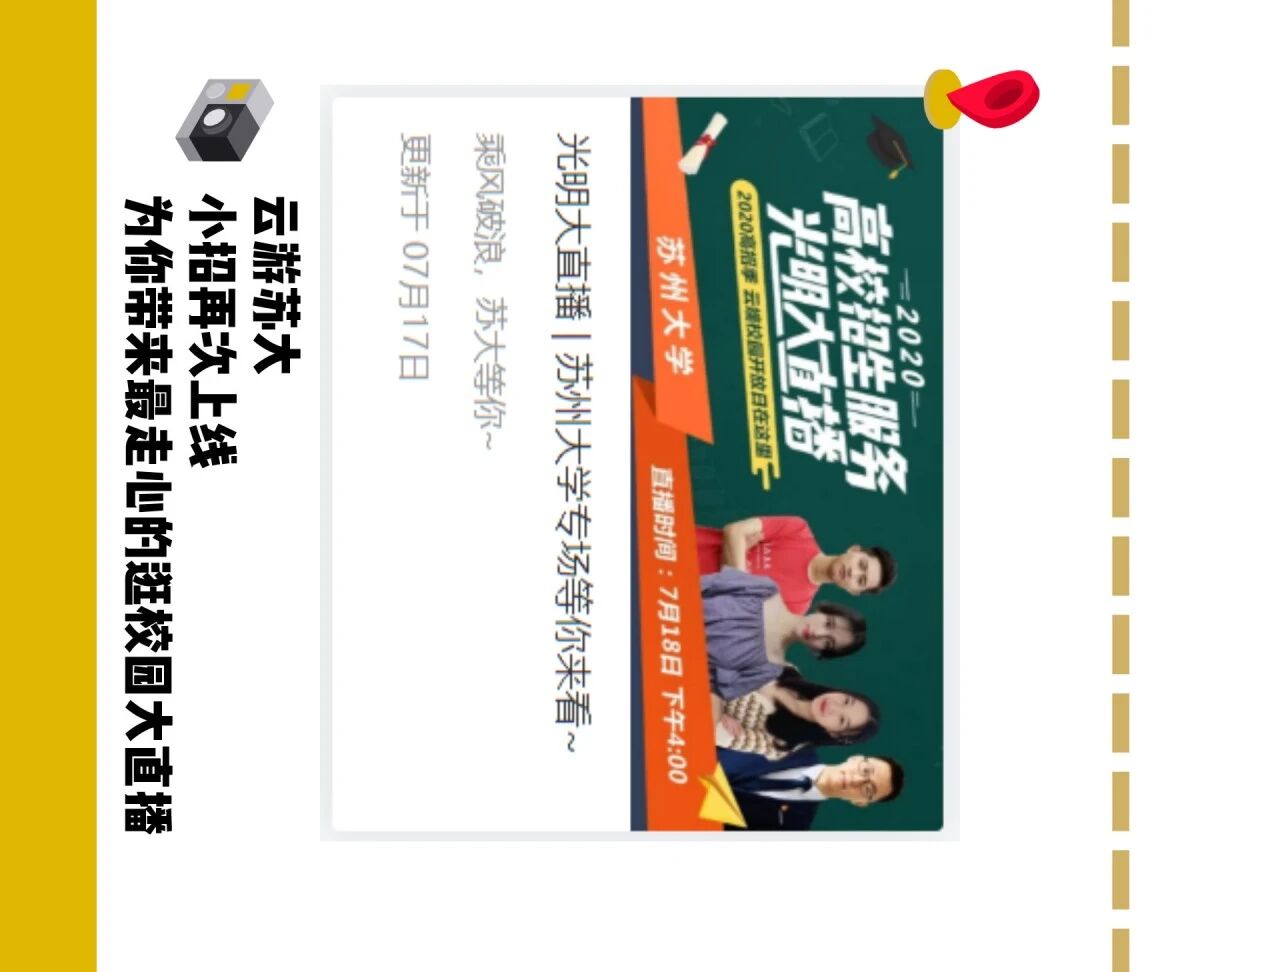 2020
高校招生服务
光明大直播
2020高招季 云端校园开放日在这里
苏州大学
直播时间：7月18日 下午4:00
光明大直播 | 苏州大学专场等你来看~
乘风破浪，苏大等你~
更新于 07月17日
云游苏大
小招再次上线
为你带来最走心的逛校园大直播